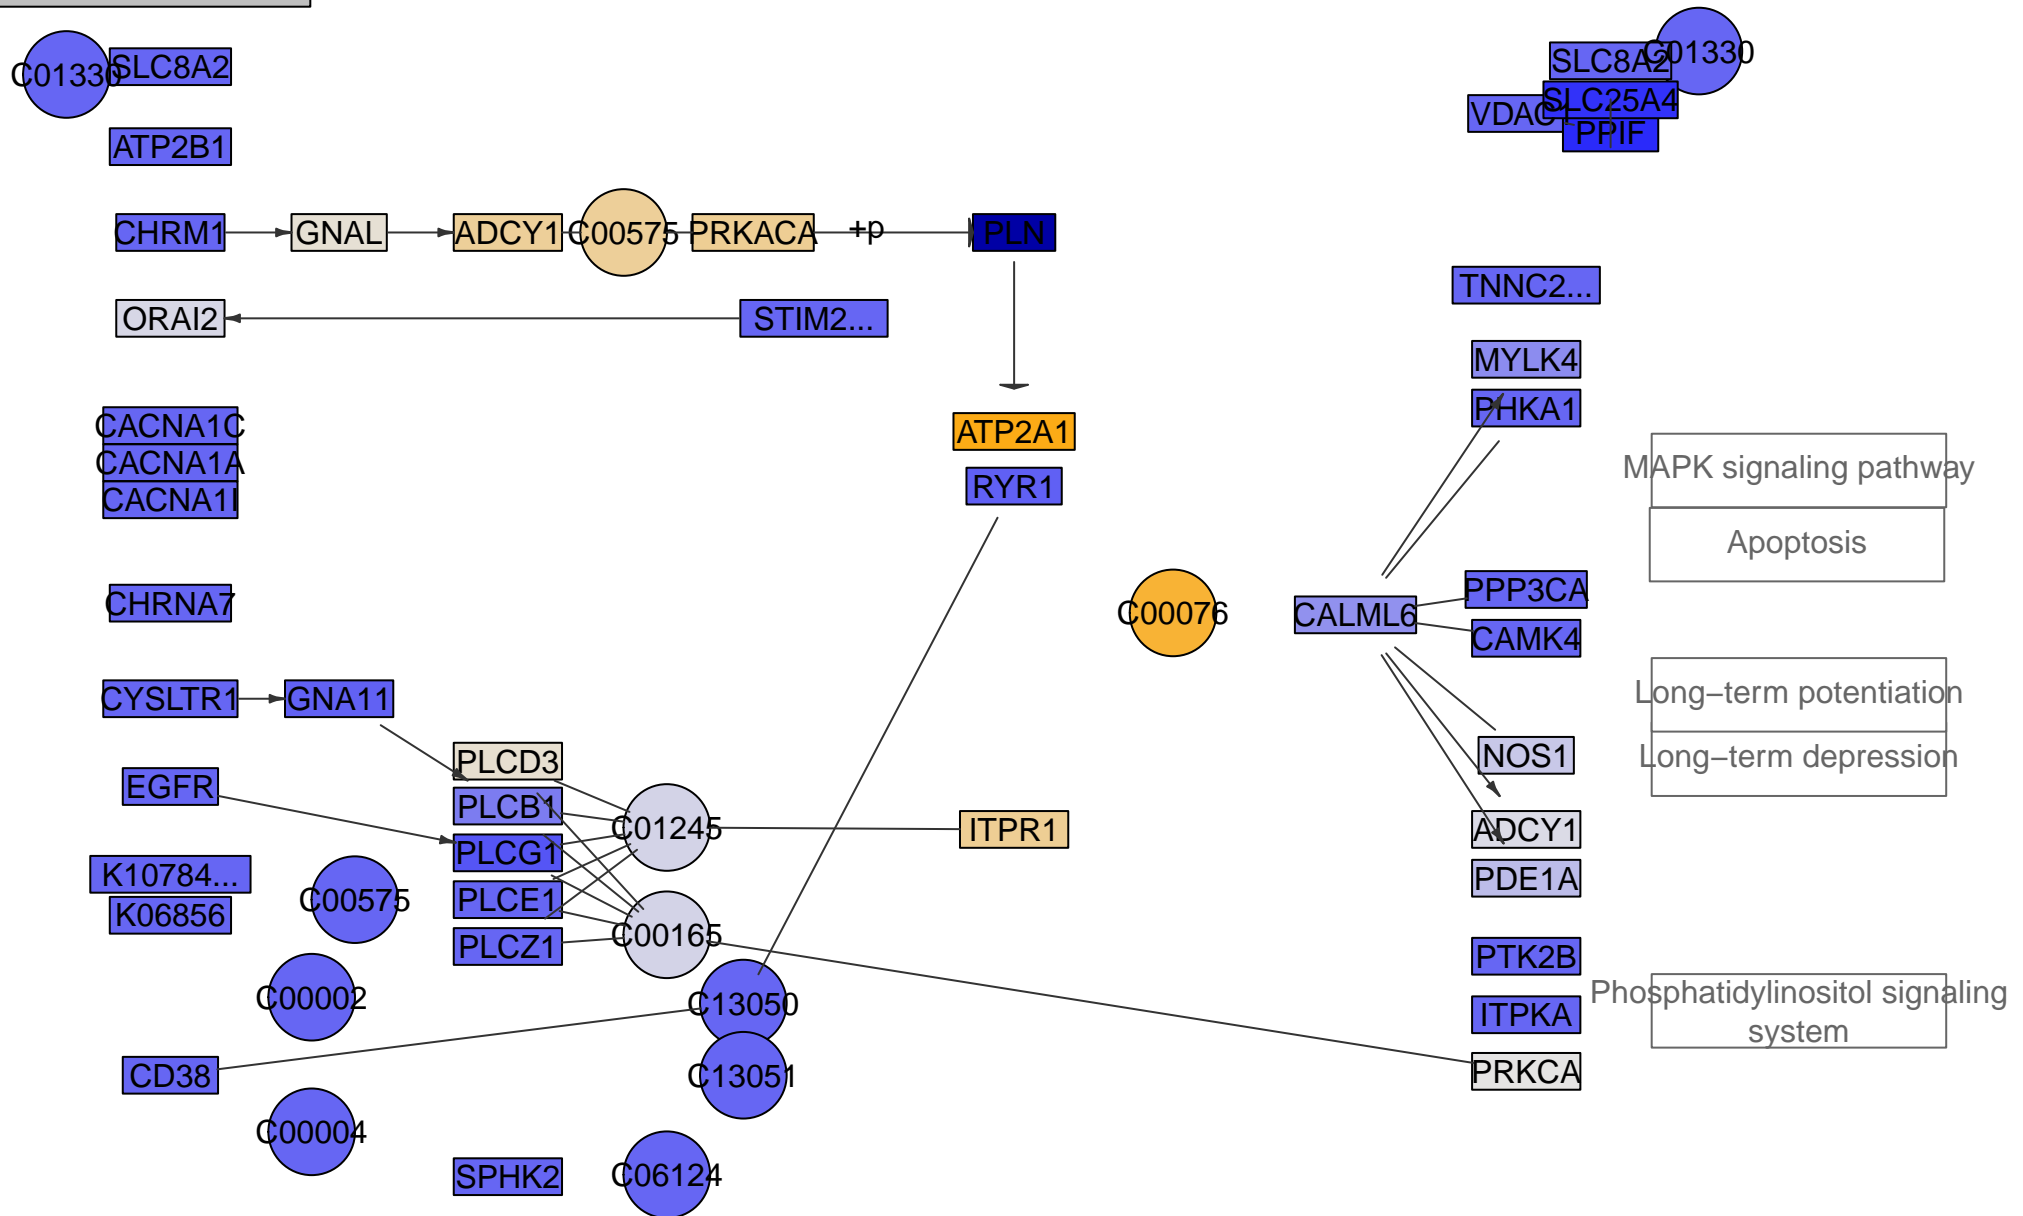 C01330
SLC8A2
SLC8A2
C01330
SLC25A4
VDAC1
PPIF
ATP2B1
CHRM1
GNAL
ADCY1
C00575
PRKACA
+p
PLN
TNNC2...
ORAI2
STIM2...
MYLK4
PHKA1
CACNA1C
CACNA1A
CACNA1I
ATP2A1
RYR1
MAPK signaling pathway
Apoptosis
CHRNA7
C00076
CALML6
PPP3CA
CAMK4
CYSLTR1
GNA11
Long−term potentiation
Long−term depression
PLCD3
NOS1
EGFR
PLCB1
C01245
ITPR1
ADCY1
PLCG1
K10784...
C00575
PLCE1
PDE1A
K06856
C00165
PLCZ1
PTK2B
C00002
C13050
ITPKA
Phosphatidylinositol signaling
system
CD38
C13051
PRKCA
C00004
SPHK2
C06124